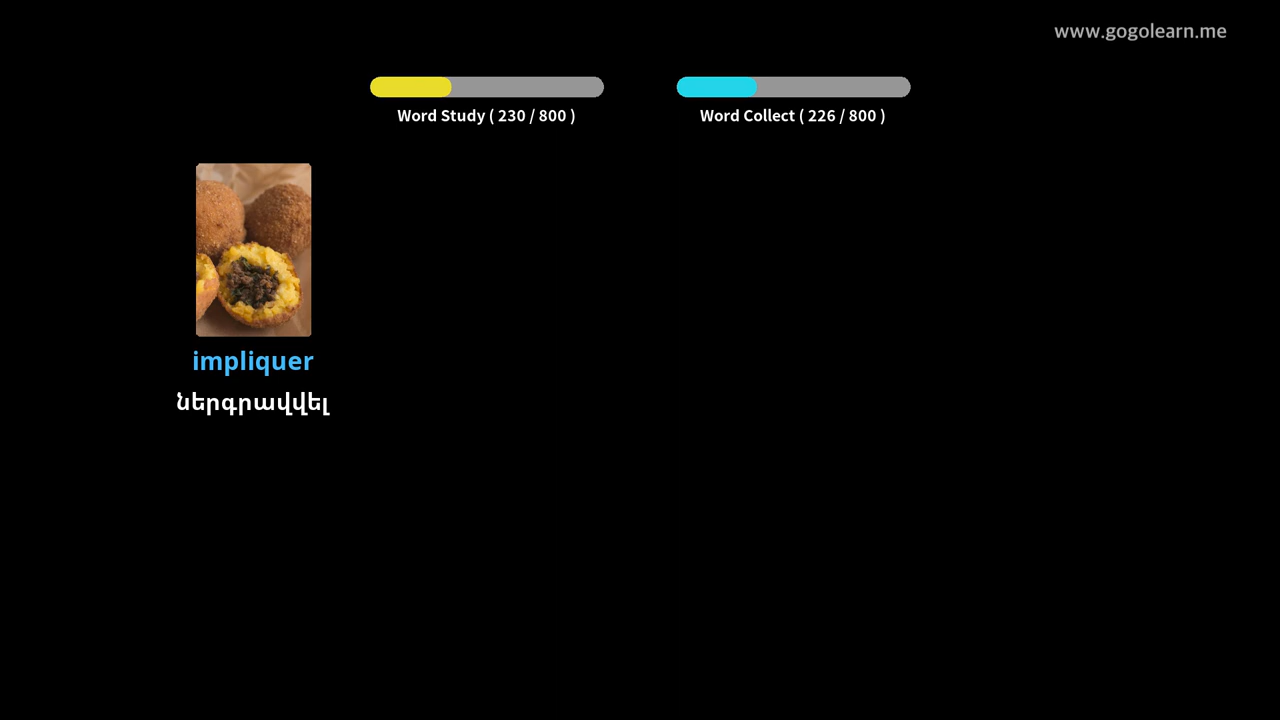 www.gogolearn.me
Word Study ( 230 / 800 )
Word Collect ( 226 / 800 )
impliquer
ներգրավվել